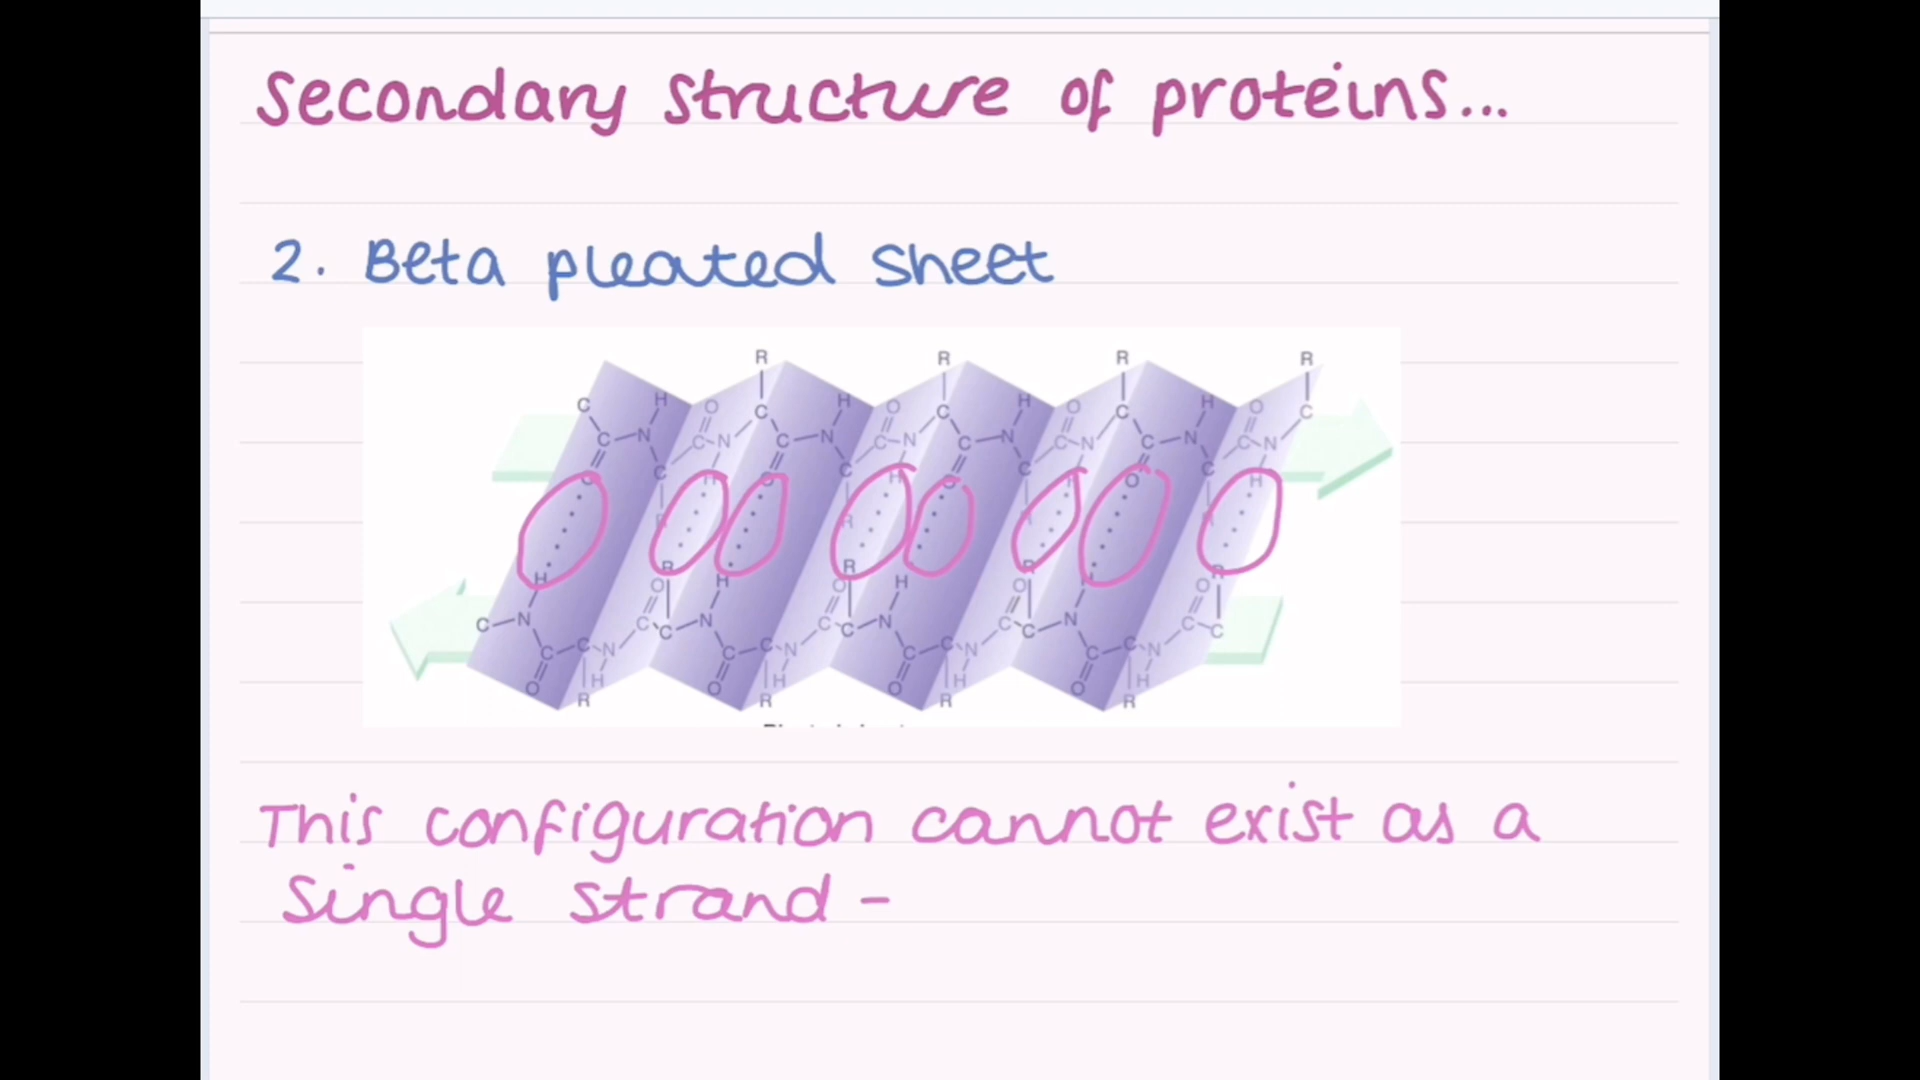 Secondary structure of proteins...
2. Beta pleated sheet
R R R R
C H O C H O C H O C H O C
C N C N C N C N C N C N C N C N
C C C C
O H O H O H O H
R R R R
H R H R H R H R
O O O O
C N C C N C C N C C N C C
C C N C C N C C N C C N
O H O H O H O H
R R R R
This configuration cannot exist as a
single strand -